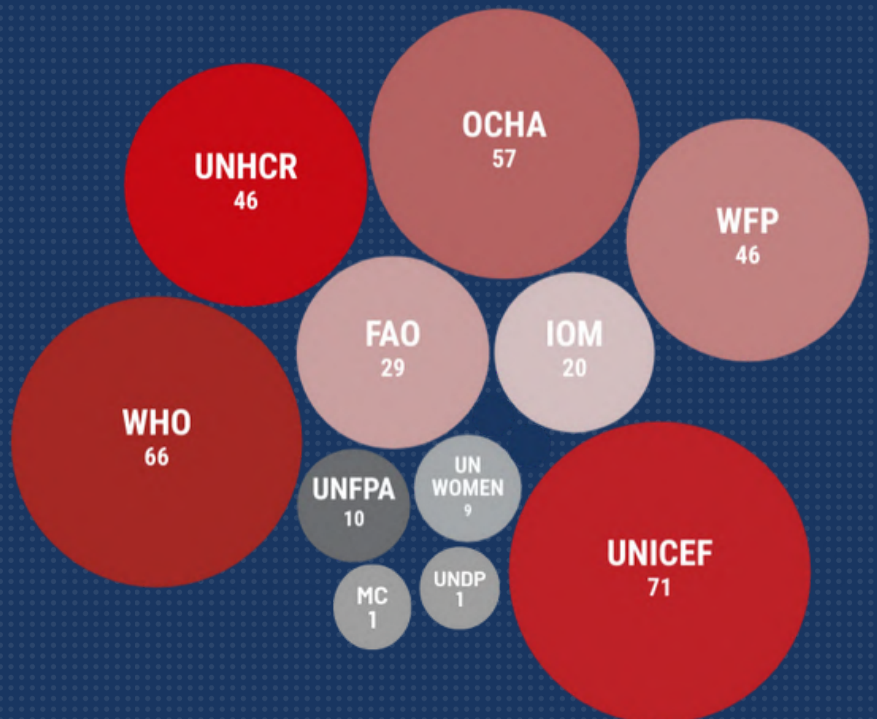 OCHA
57
UNHCR
46
WFP
46
FAO
29
IOM
20
WHO
66
UN
WOMEN
9
UNFPA
10
UNICEF
71
UNDP
1
MC
1